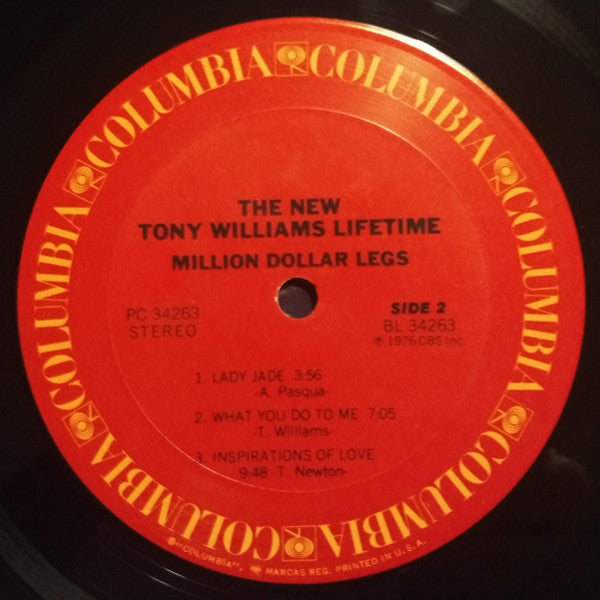 COLUMBIA COLUMBIA COLUMBIA COLUMBIA COLUMBIA COLUMBIA
THE NEW
TONY WILLIAMS LIFETIME
MILLION DOLLAR LEGS
PC 34263
STEREO
SIDE 2
BL 34263
℗ 1976 CBS Inc.
1. LADY JADE 3:56
-A. Pasqua-
2. WHAT YOU DO TO ME 7:05
-T. Williams-
3. INSPIRATIONS OF LOVE
9:48 -T. Newton-
®"COLUMBIA", MARCAS REG. PRINTED IN U.S.A.